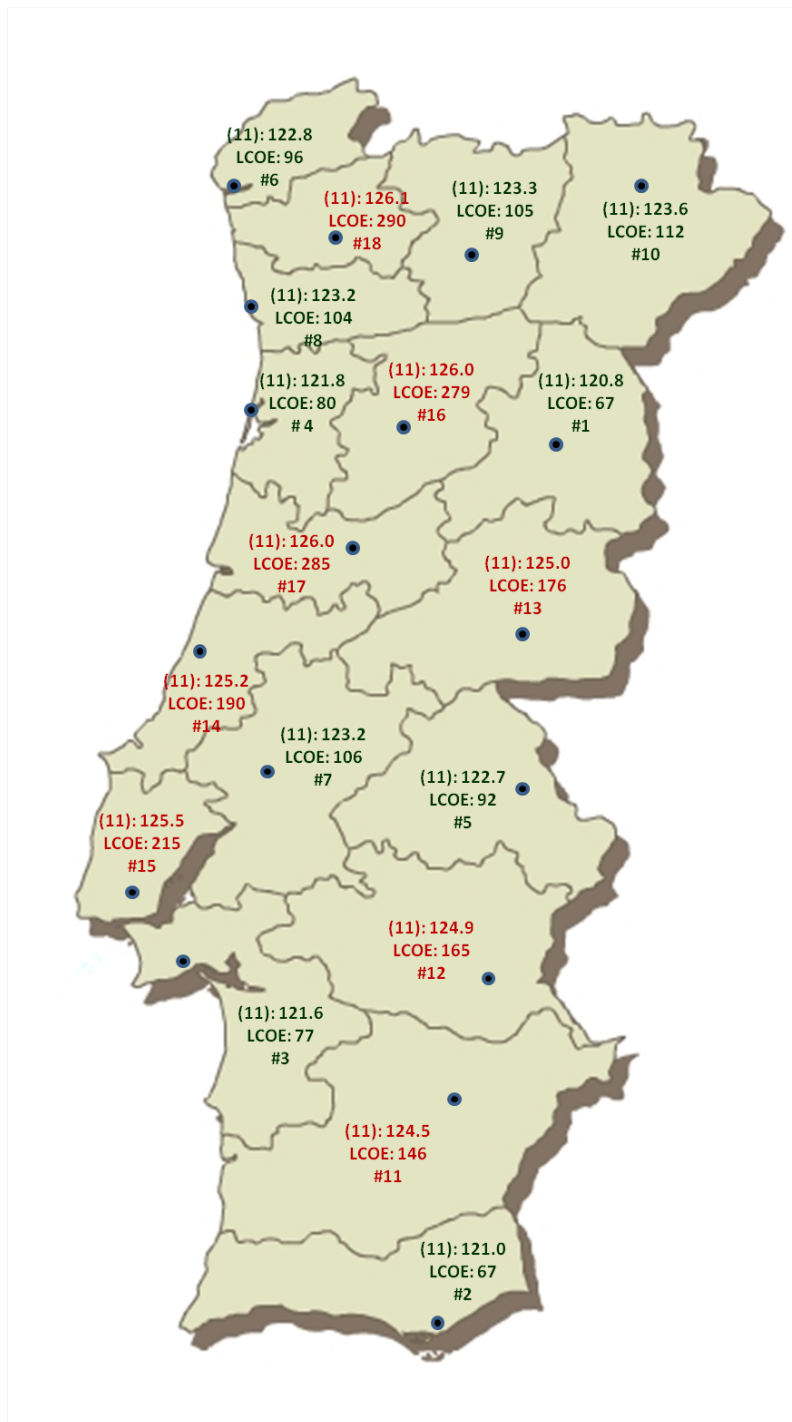 (11): 122.8
LCOE: 96
#6
(11): 126.1
LCOE: 290
#18
(11): 123.3
LCOE: 105
#9
(11): 123.6
LCOE: 112
#10
(11): 123.2
LCOE: 104
#8
(11): 121.8
LCOE: 80
# 4
(11): 126.0
LCOE: 279
#16
(11): 120.8
LCOE: 67
#1
(11): 126.0
LCOE: 285
#17
(11): 125.0
LCOE: 176
#13
(11): 125.2
LCOE: 190
#14
(11): 123.2
LCOE: 106
#7
(11): 122.7
LCOE: 92
#5
(11): 125.5
LCOE: 215
#15
(11): 124.9
LCOE: 165
#12
(11): 121.6
LCOE: 77
#3
(11): 124.5
LCOE: 146
#11
(11): 121.0
LCOE: 67
#2